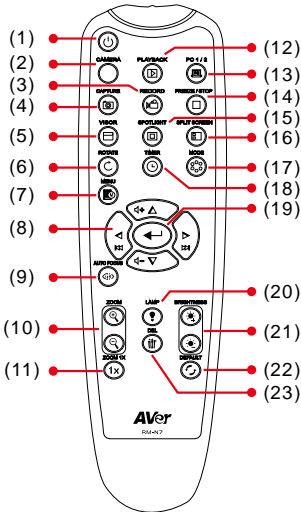 (1)
(2)
(3)
(4)
(5)
(6)
(7)
(8)
(9)
(10)
(11)
PLAYBACK
PC 1 / 2
CAMERA
CAPTURE
RECORD
FREEZE / STOP
VISOR
SPOTLIGHT
SPLIT SCREEN
ROTATE
TIMER
MODE
MENU
AUTO FOCUS
ZOOM
LAMP
BRIGHTNESS
DEL
ZOOM 1X
1x
DEFAULT
AVer
RM-N7
(12)
(13)
(14)
(15)
(16)
(17)
(18)
(19)
(20)
(21)
(22)
(23)